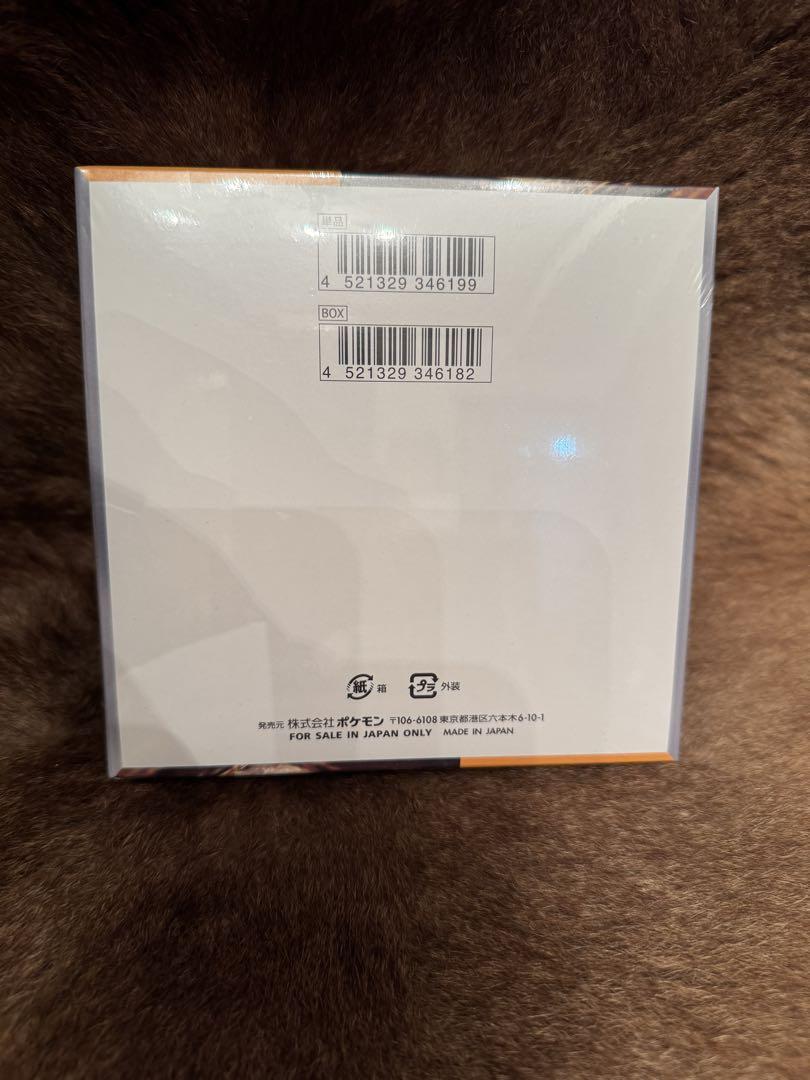 単品
4 521329 346199
BOX
4 521329 346182
紙 箱 プラ 外装
発売元 株式会社ポケモン 〒106-6108 東京都港区六本木6-10-1
FOR SALE IN JAPAN ONLY MADE IN JAPAN